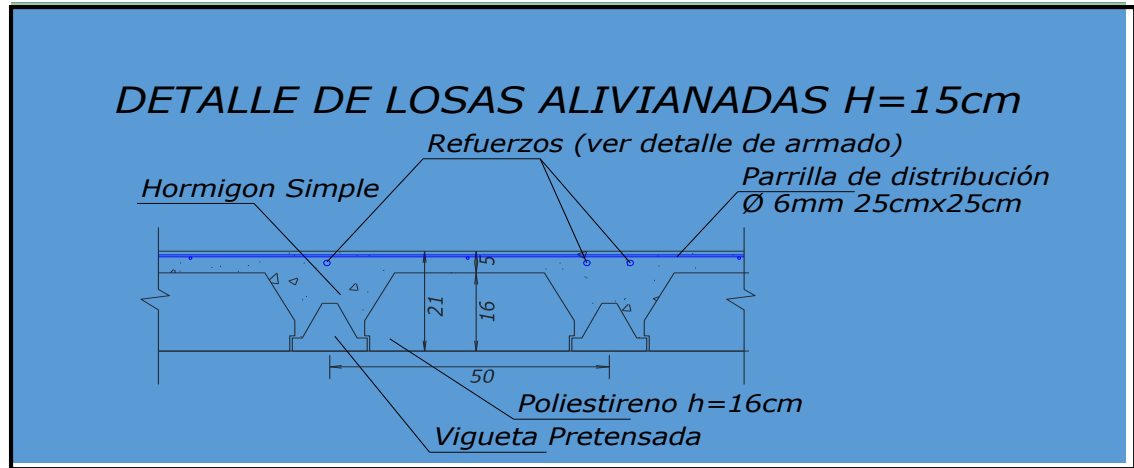 DETALLE DE LOSAS ALIVIANADAS H=15cm
Refuerzos (ver detalle de armado)
Hormigon Simple
Parrilla de distribución
Ø 6mm 25cmx25cm
5
21
16
50
Poliestireno h=16cm
Vigueta Pretensada